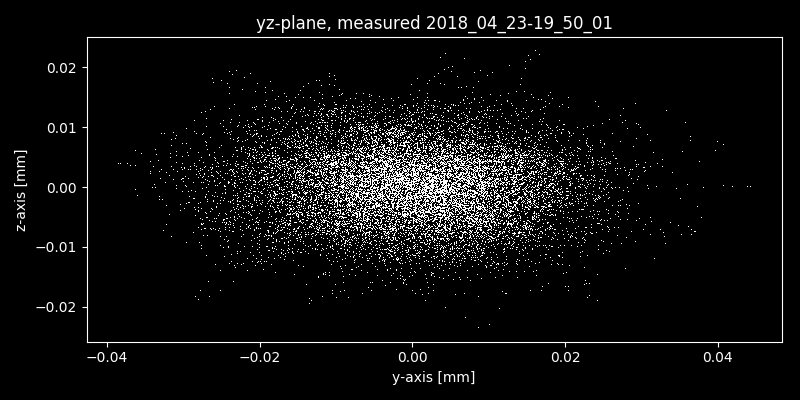 yz-plane, measured 2018_04_23-19_50_01
0.02
0.01
0.00
−0.01
−0.02
z-axis [mm]
−0.04 −0.02 0.00 0.02 0.04
y-axis [mm]